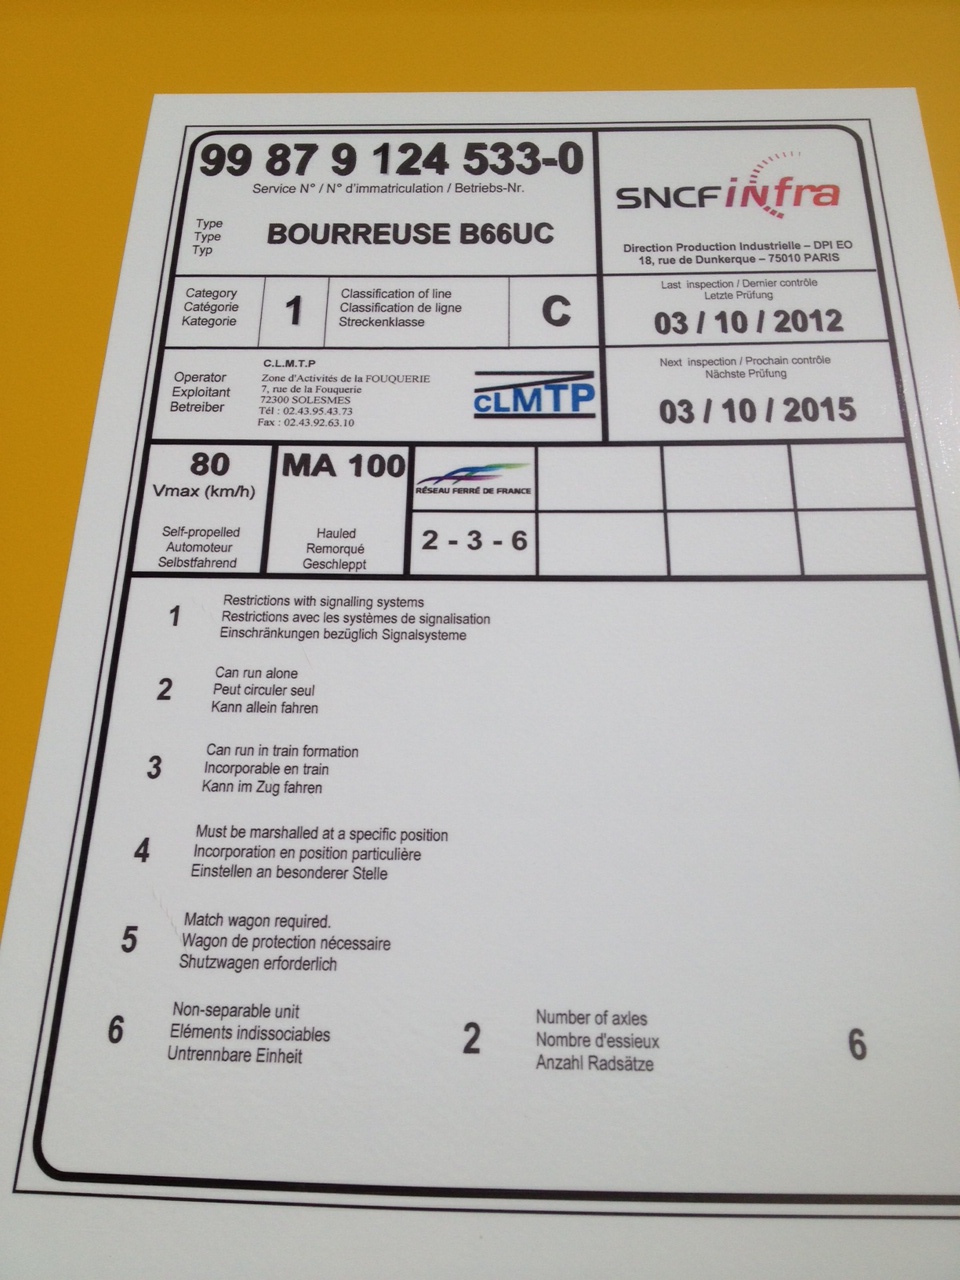 99 87 9 124 533-0
Service N° / N° d'immatriculation / Betriebs-Nr.
Type
Type
Typ
BOURREUSE B66UC
SNCF infra
Direction Production Industrielle – DPI EO
18, rue de Dunkerque – 75010 PARIS
Category
Catégorie
Kategorie
1
Classification of line
Classification de ligne
Streckenklasse
C
Last inspection / Dernier contrôle
Letzte Prüfung
03 / 10 / 2012
Operator
Exploitant
Betreiber
C.L.M.T.P
Zone d'Activités de la FOUQUERIE
7, rue de la Fouquerie
72300 SOLESMES
Tél : 02.43.95.43.73
Fax : 02.43.92.63.10
CLMTP
Next inspection / Prochain contrôle
Nächste Prüfung
03 / 10 / 2015
80
Vmax (km/h)
Self-propelled
Automoteur
Selbstfahrend
MA 100
Hauled
Remorqué
Geschleppt
RÉSEAU FERRÉ DE FRANCE
2 - 3 - 6
1
Restrictions with signalling systems
Restrictions avec les systèmes de signalisation
Einschränkungen bezüglich Signalsysteme
2
Can run alone
Peut circuler seul
Kann allein fahren
3
Can run in train formation
Incorporable en train
Kann im Zug fahren
4
Must be marshalled at a specific position
Incorporation en position particulière
Einstellen an besonderer Stelle
5
Match wagon required.
Wagon de protection nécessaire
Shutzwagen erforderlich
6
Non-separable unit
Eléments indissociables
Untrennbare Einheit
2
Number of axles
Nombre d'essieux
Anzahl Radsätze
6